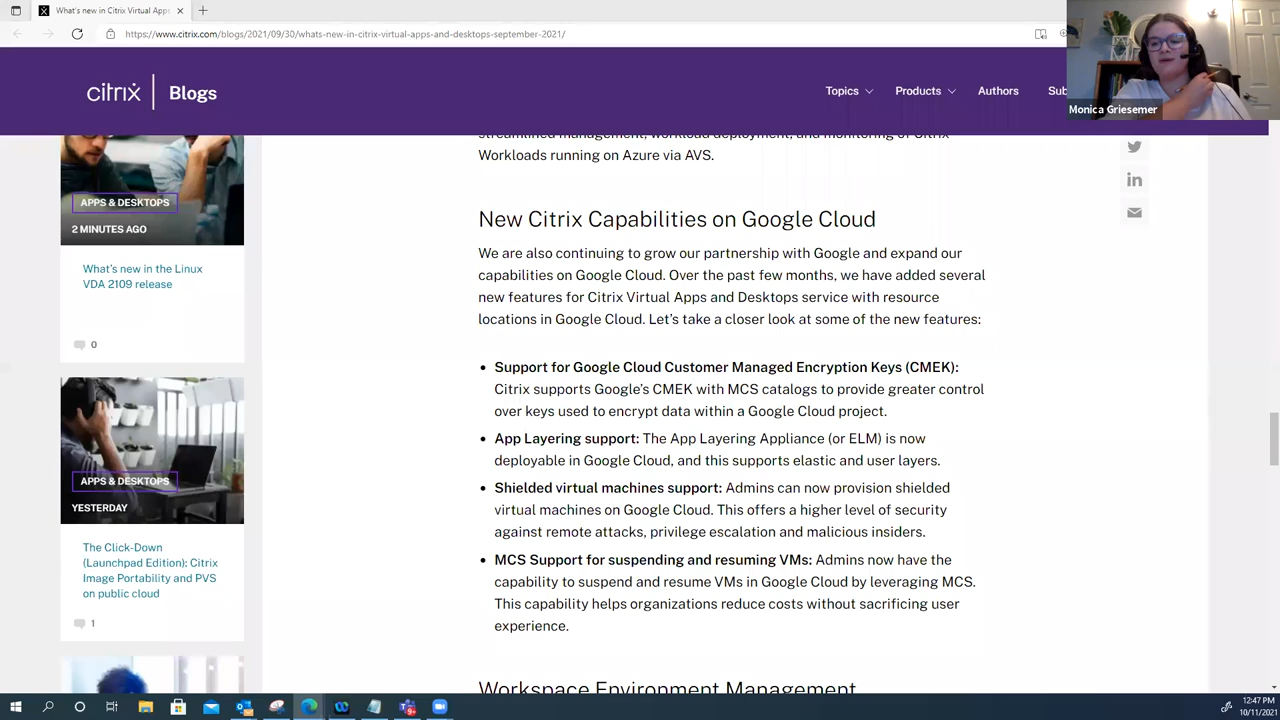 What's new in Citrix Virtual Apps
https://www.citrix.com/blogs/2021/09/30/whats-new-in-citrix-virtual-apps-and-desktops-september-2021/
citrix | Blogs
Topics
Products
Authors
Sub
Monica Griesemer
streamlined management, workload deployment, and monitoring of Citrix
Workloads running on Azure via AVS.
APPS & DESKTOPS
2 MINUTES AGO
What's new in the Linux
VDA 2109 release
0
APPS & DESKTOPS
YESTERDAY
The Click-Down
(Launchpad Edition): Citrix
Image Portability and PVS
on public cloud
1
New Citrix Capabilities on Google Cloud
We are also continuing to grow our partnership with Google and expand our
capabilities on Google Cloud. Over the past few months, we have added several
new features for Citrix Virtual Apps and Desktops service with resource
locations in Google Cloud. Let's take a closer look at some of the new features:
• Support for Google Cloud Customer Managed Encryption Keys (CMEK):
Citrix supports Google's CMEK with MCS catalogs to provide greater control
over keys used to encrypt data within a Google Cloud project.
• App Layering support: The App Layering Appliance (or ELM) is now
deployable in Google Cloud, and this supports elastic and user layers.
• Shielded virtual machines support: Admins can now provision shielded
virtual machines on Google Cloud. This offers a higher level of security
against remote attacks, privilege escalation and malicious insiders.
• MCS Support for suspending and resuming VMs: Admins now have the
capability to suspend and resume VMs in Google Cloud by leveraging MCS.
This capability helps organizations reduce costs without sacrificing user
experience.
Workspace Environment Management
12:47 PM
10/11/2021